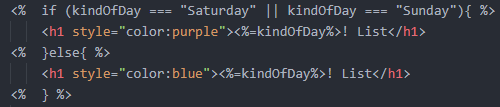 <% if (kindOfDay === "Saturday" || kindOfDay === "Sunday"){ %>
<h1 style="color:purple"><%=kindOfDay%>! List</h1>
<% }else{ %>
<h1 style="color:blue"><%=kindOfDay%>! List</h1>
<% } %>